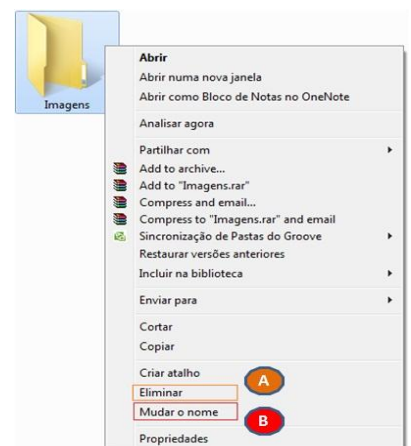 Imagens
Abrir
Abrir numa nova janela
Abrir como Bloco de Notas no OneNote
Analisar agora
Partilhar com
Add to archive...
Add to "Imagens.rar"
Compress and email...
Compress to "Imagens.rar" and email
Sincronização de Pastas do Groove
Restaurar versões anteriores
Incluir na biblioteca
Enviar para
Cortar
Copiar
Criar atalho
Eliminar A
Mudar o nome B
Propriedades